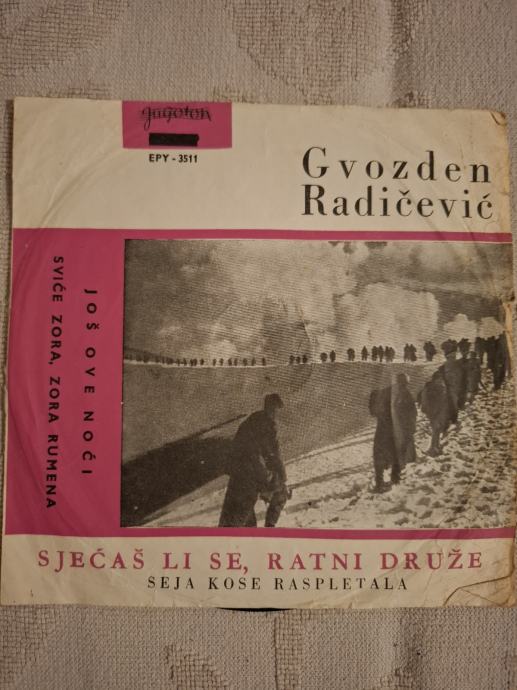 jugoton
EPY - 3511
Gvozden
Radičević
JOŠ OVE NOĆI
SVIĆE ZORA, ZORA RUMENA
SJEĆAŠ LI SE, RATNI DRUŽE
SEJA KOSE RASPLETALA